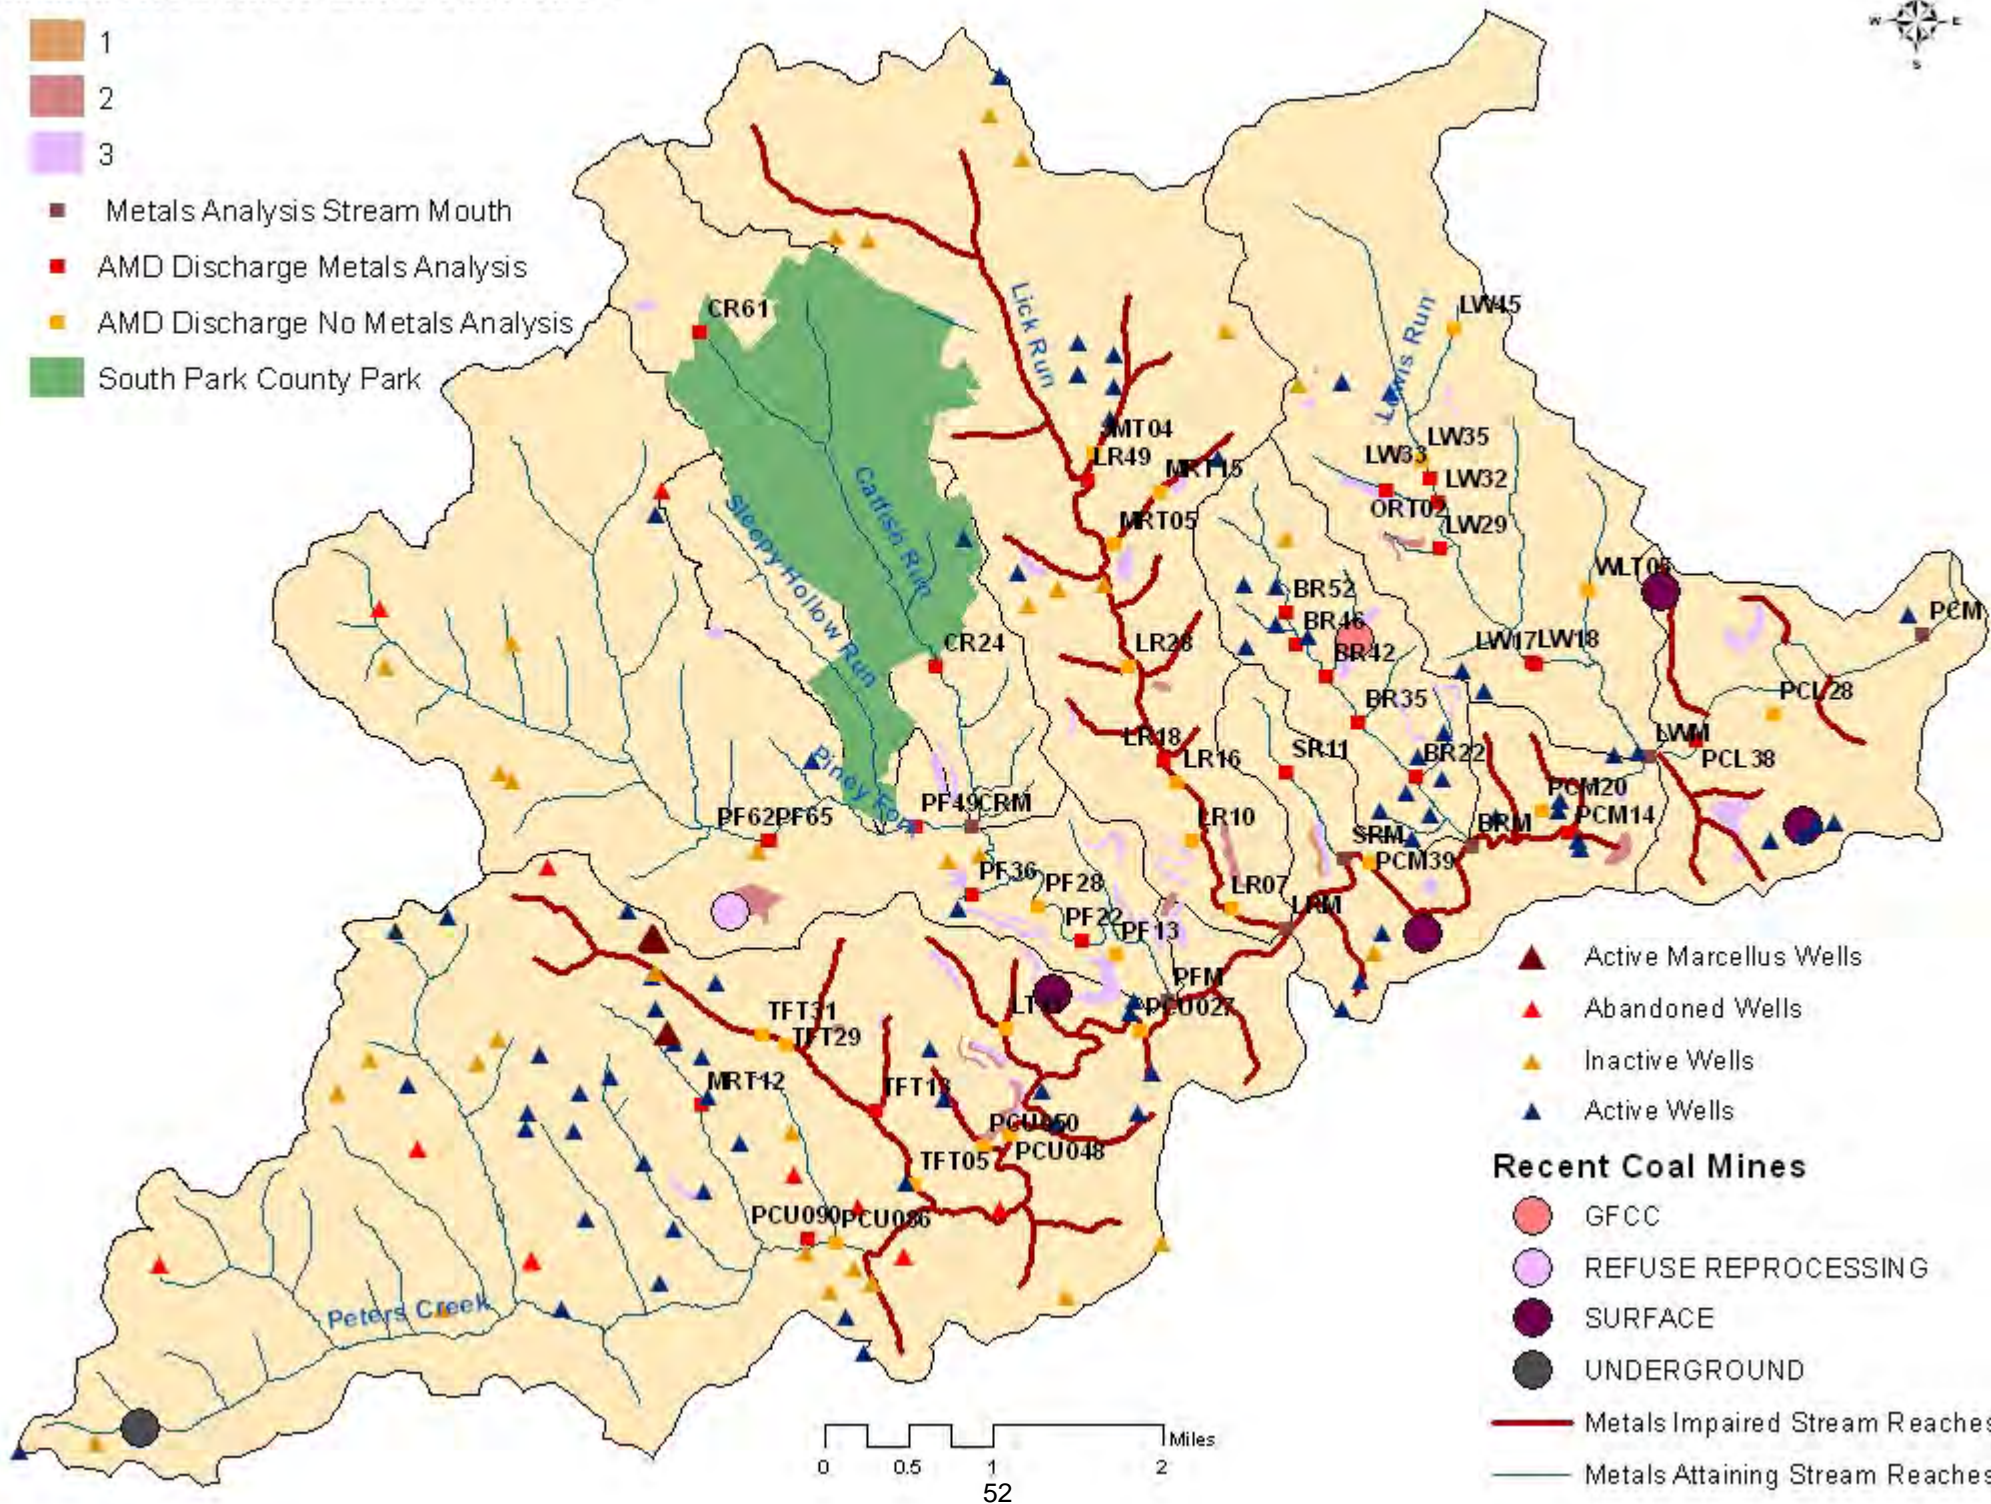 1
2
3
Metals Analysis Stream Mouth
AMD Discharge Metals Analysis
AMD Discharge No Metals Analysis
South Park County Park
W
E
S
CR61
Lick Run
Lewis Run
LW45
LR49
MRT15
LW35
LW33
LW32
ORT02
LW29
MRT05
Catfish Run
Sleepy Hollow Run
BR52
BR46
BR42
BR35
BR22
LW17
LW18
PCM
PCL28
CR24
LR28
LR18
LR16
SR11
LWM
PCL38
Piney Fork
PF62
PF65
PF49
CRM
LR10
PCM20
PCM14
SRM
BRM
PCM39
PF36
PF28
LR07
LRM
PF22
PF13
PFM
PCU027
TFT31
TFT29
MRT12
TFT13
PCU050
PCU048
TFT05
PCU090
PCU086
Peters Creek
Active Marcellus Wells
Abandoned Wells
Inactive Wells
Active Wells
Recent Coal Mines
GFCC
REFUSE REPROCESSING
SURFACE
UNDERGROUND
Metals Impaired Stream Reaches
Metals Attaining Stream Reaches
Miles
0 0.5 1 2
52